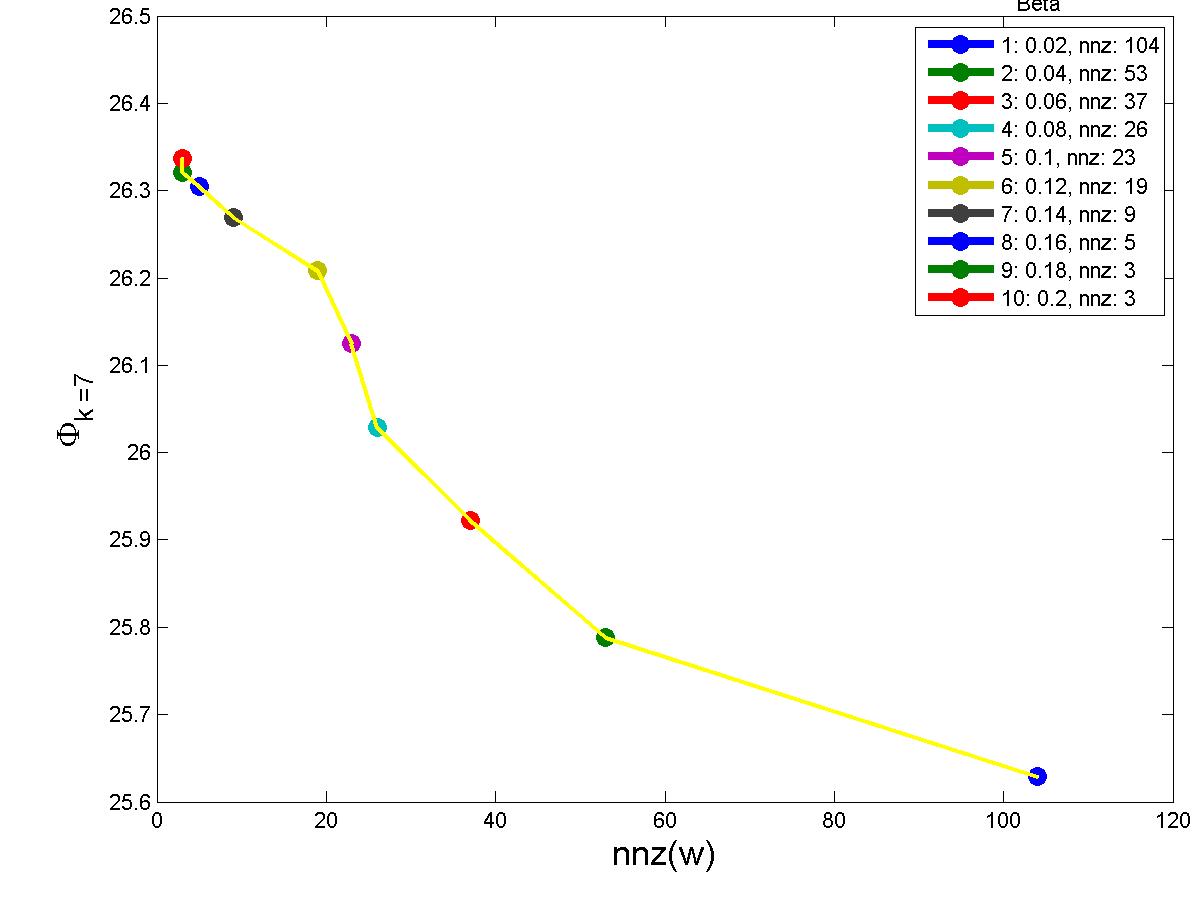 Beta
1: 0.02, nnz: 104
2: 0.04, nnz: 53
3: 0.06, nnz: 37
4: 0.08, nnz: 26
5: 0.1, nnz: 23
6: 0.12, nnz: 19
7: 0.14, nnz: 9
8: 0.16, nnz: 5
9: 0.18, nnz: 3
10: 0.2, nnz: 3
26.5
26.4
26.3
26.2
26.1
26
25.9
25.8
25.7
25.6
Φk =7
0 20 40 60 80 100 120
nnz(w)